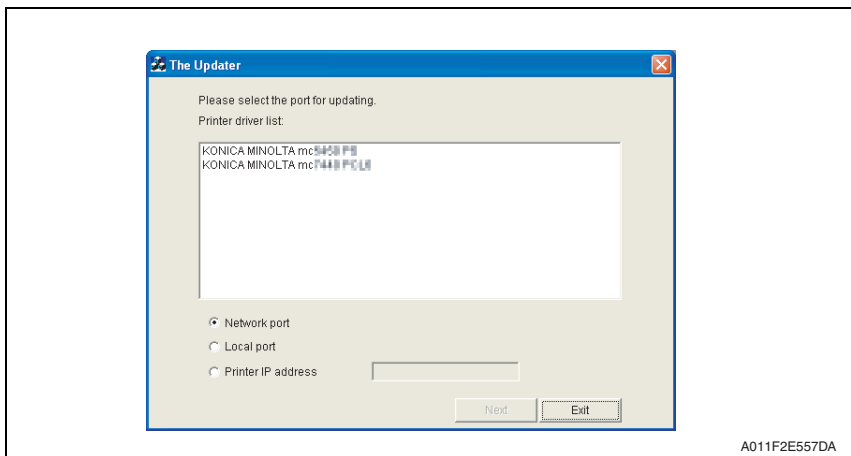 The Updater
Please select the port for updating.
Printer driver list:
KONICA MINOLTA mc
KONICA MINOLTA mc
Network port
Local port
Printer IP address
Next
Exit
A011F2E557DA